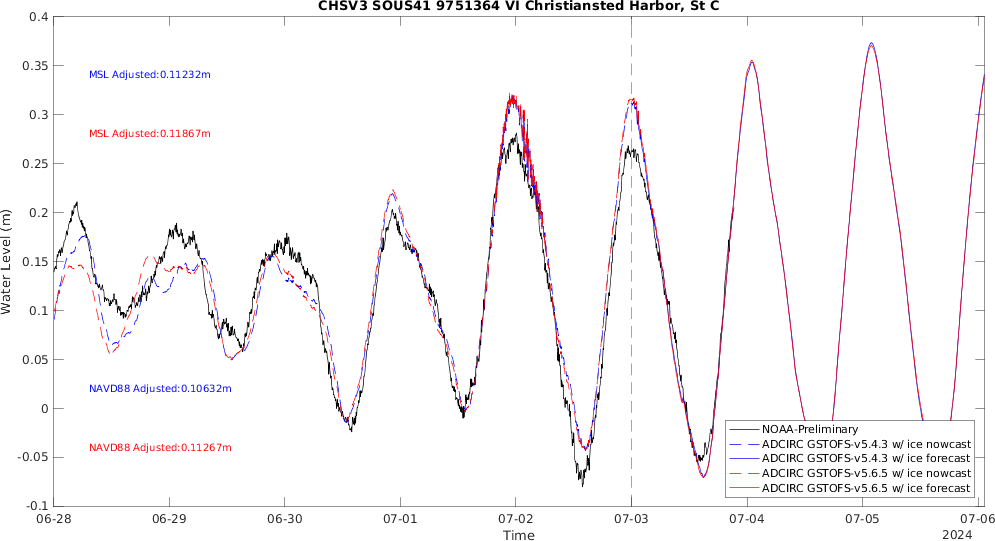 CHSV3 SOUS41 9751364 VI Christiansted Harbor, St C
0.4
0.35
0.3
0.25
0.2
0.15
0.1
0.05
0
-0.05
-0.1
Water Level (m)
MSL Adjusted:0.11232m
MSL Adjusted:0.11867m
NAVD88 Adjusted:0.10632m
NAVD88 Adjusted:0.11267m
NOAA-Preliminary
ADCIRC GSTOFS-v5.4.3 w/ ice nowcast
ADCIRC GSTOFS-v5.4.3 w/ ice forecast
ADCIRC GSTOFS-v5.6.5 w/ ice nowcast
ADCIRC GSTOFS-v5.6.5 w/ ice forecast
06-28 06-29 06-30 07-01 07-02 07-03 07-04 07-05 07-06
Time
2024